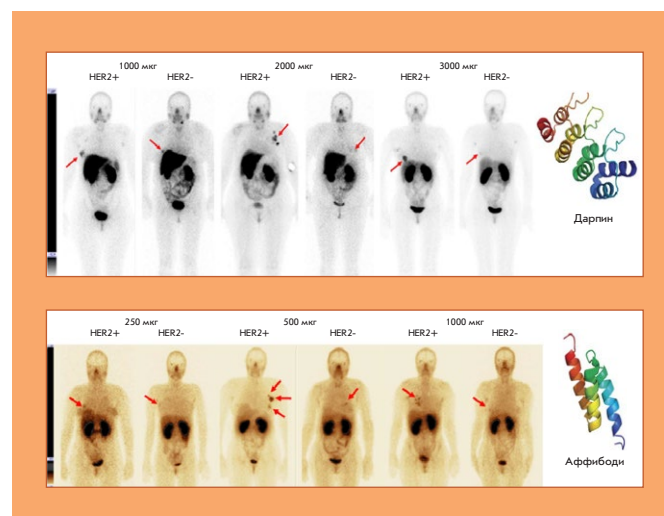 1000 мкг 2000 мкг 3000 мкг
HER2+ HER2- HER2+ HER2- HER2+ HER2-
Дарпин
250 мкг 500 мкг 1000 мкг
HER2+ HER2- HER2+ HER2- HER2+ HER2-
Аффибоди